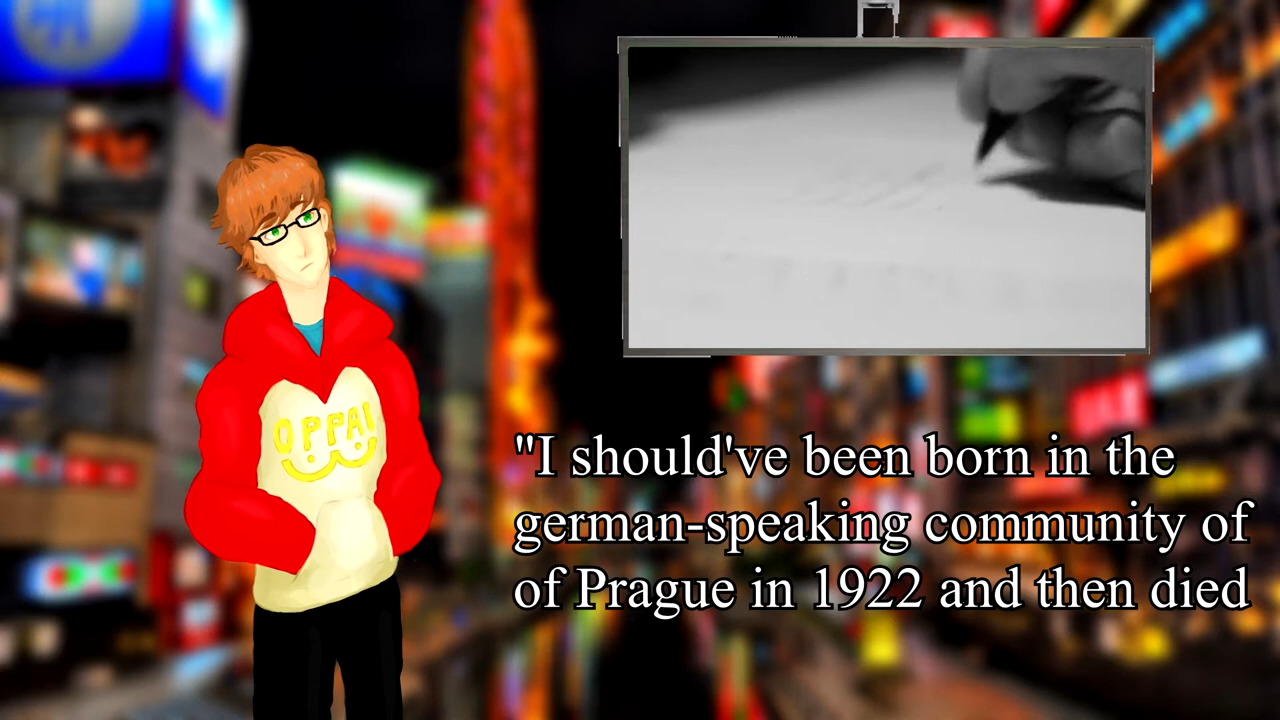 OPPAI
"I should've been born in the
german-speaking community of
of Prague in 1922 and then died